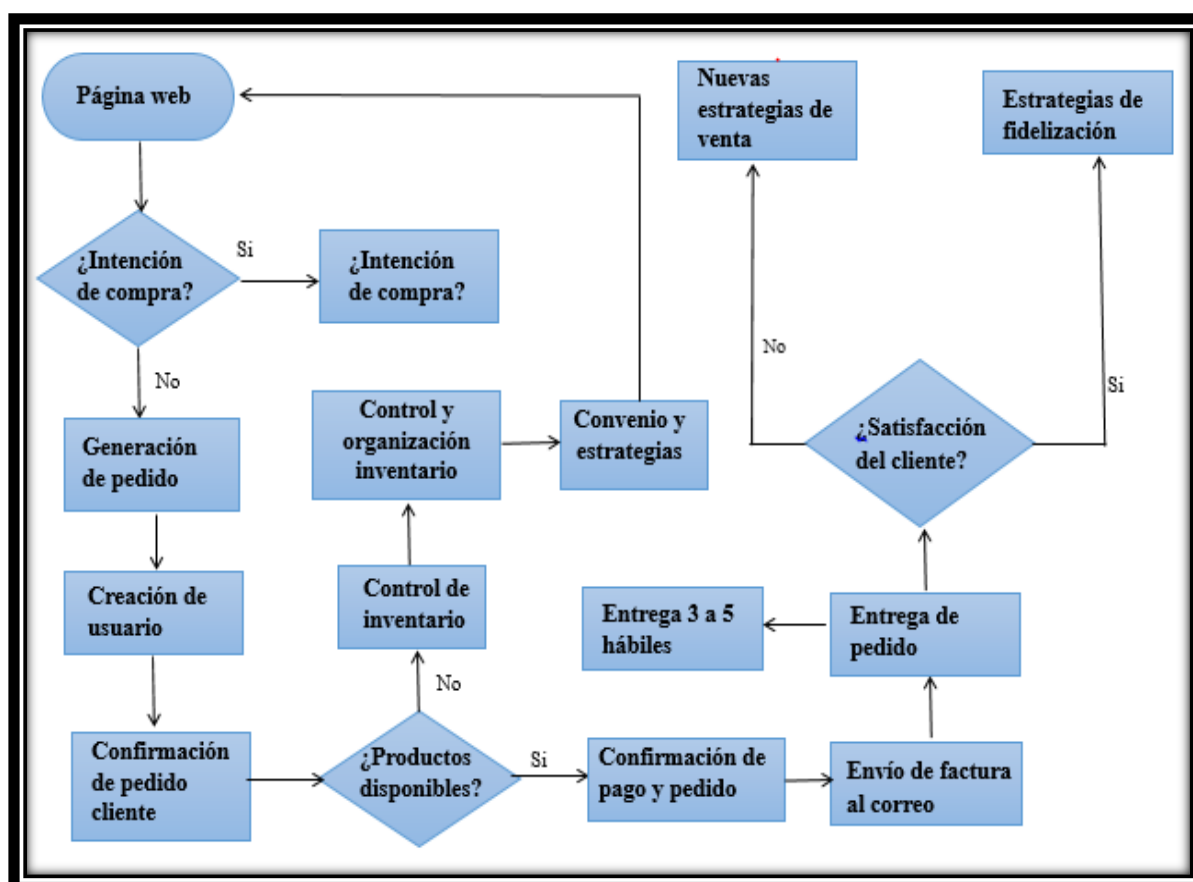 Página web
¿Intención
de compra?
Si
¿Intención
de compra?
No
Generación
de pedido
Creación de
usuario
Confirmación
de pedido
cliente
¿Productos
disponibles?
No
Control de
inventario
Control y
organización
inventario
Convenio y
estrategias
Si
Confirmación de
pago y pedido
Envío de factura
al correo
Entrega de
pedido
Entrega 3 a 5
hábiles
¿Satisfacción
del cliente?
No
Nuevas
estrategias de
venta
Si
Estrategias de
fidelización